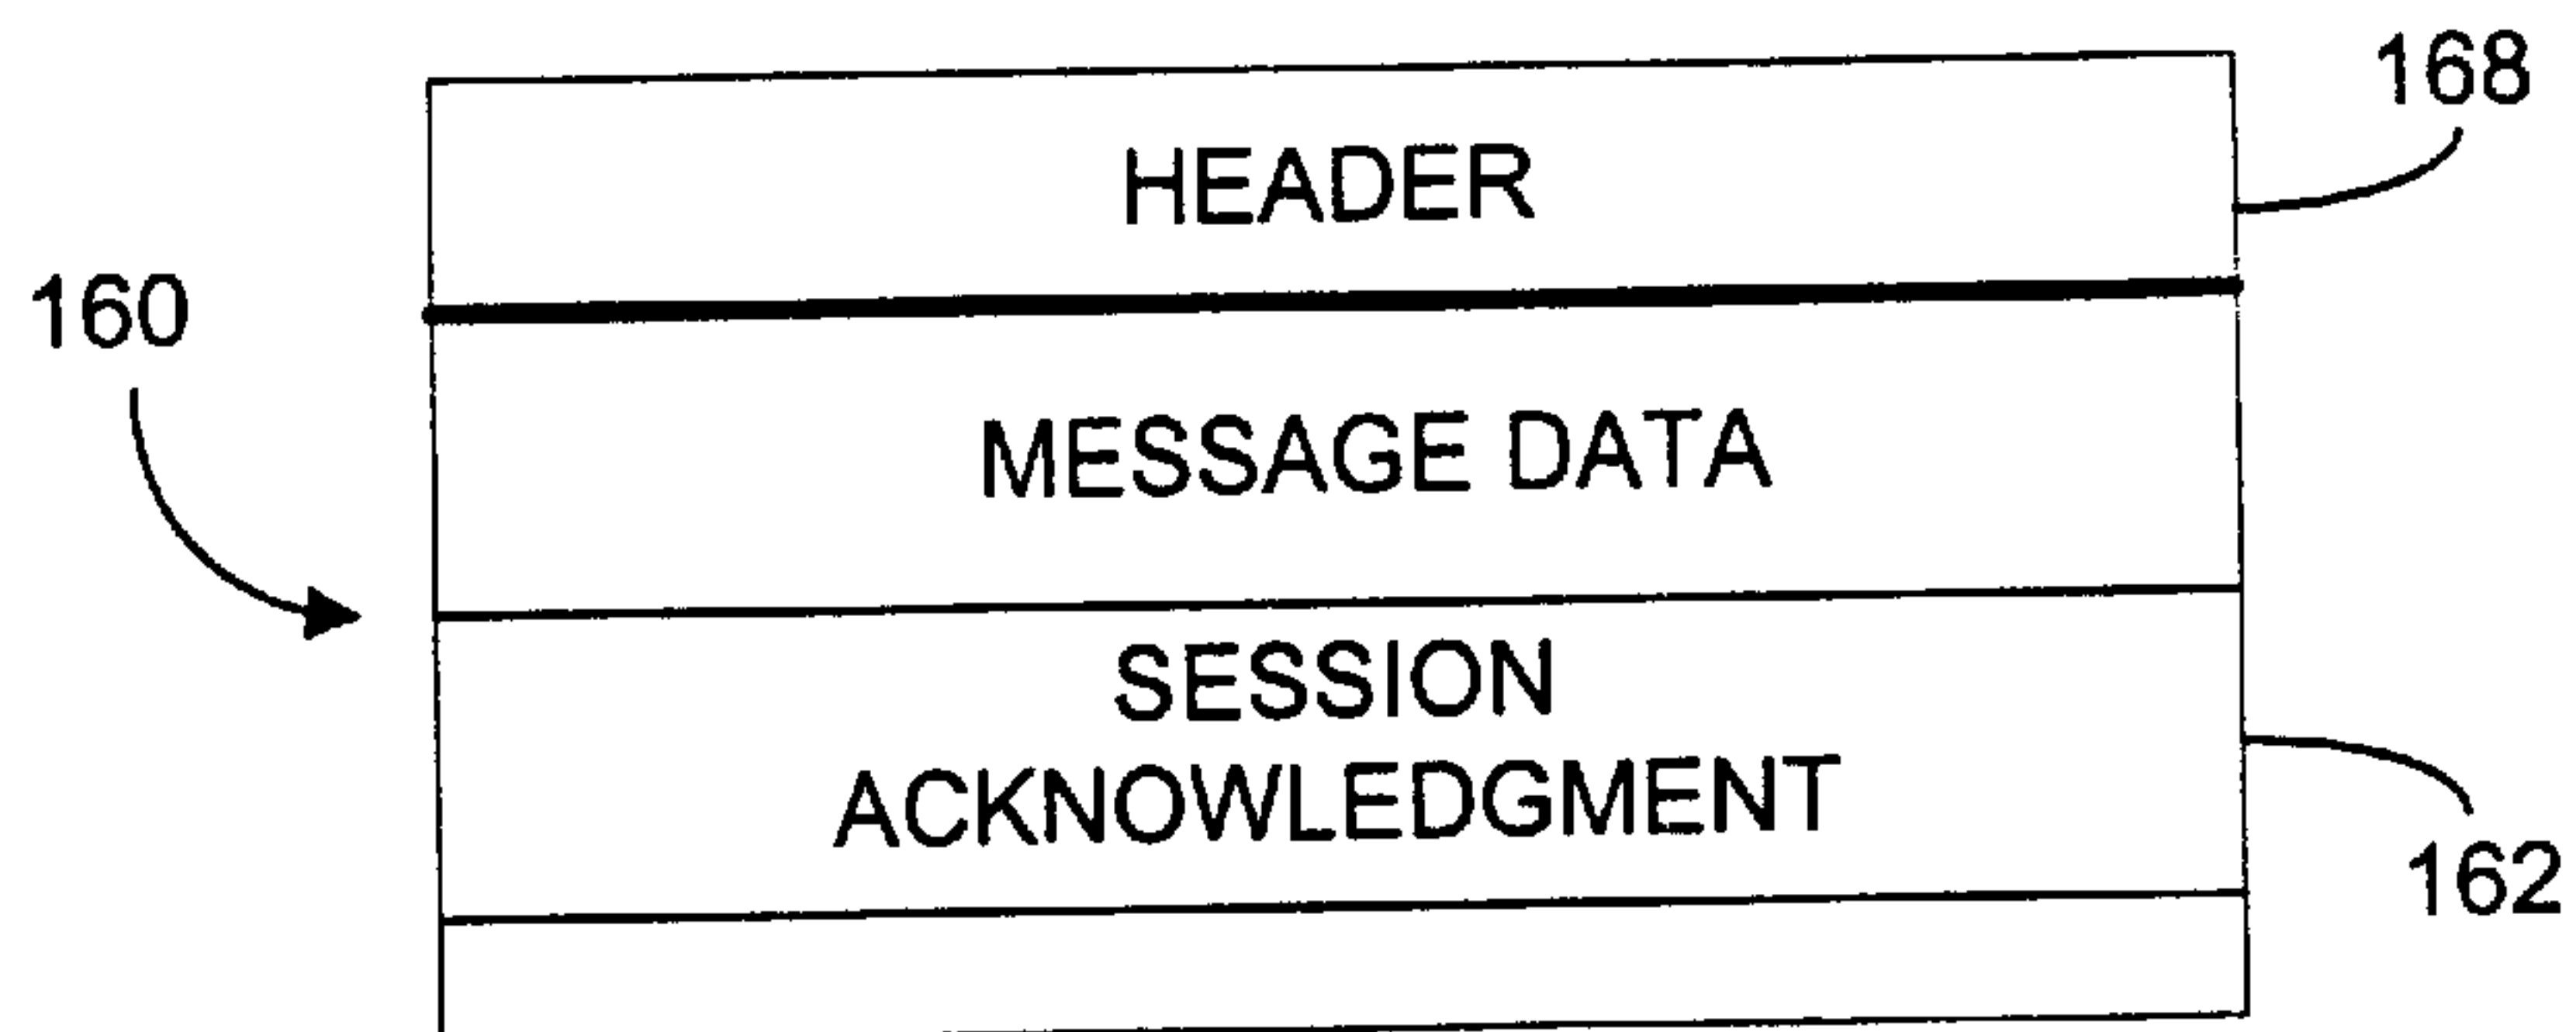 168
HEADER
160
MESSAGE DATA
SESSION
ACKNOWLEDGMENT
162